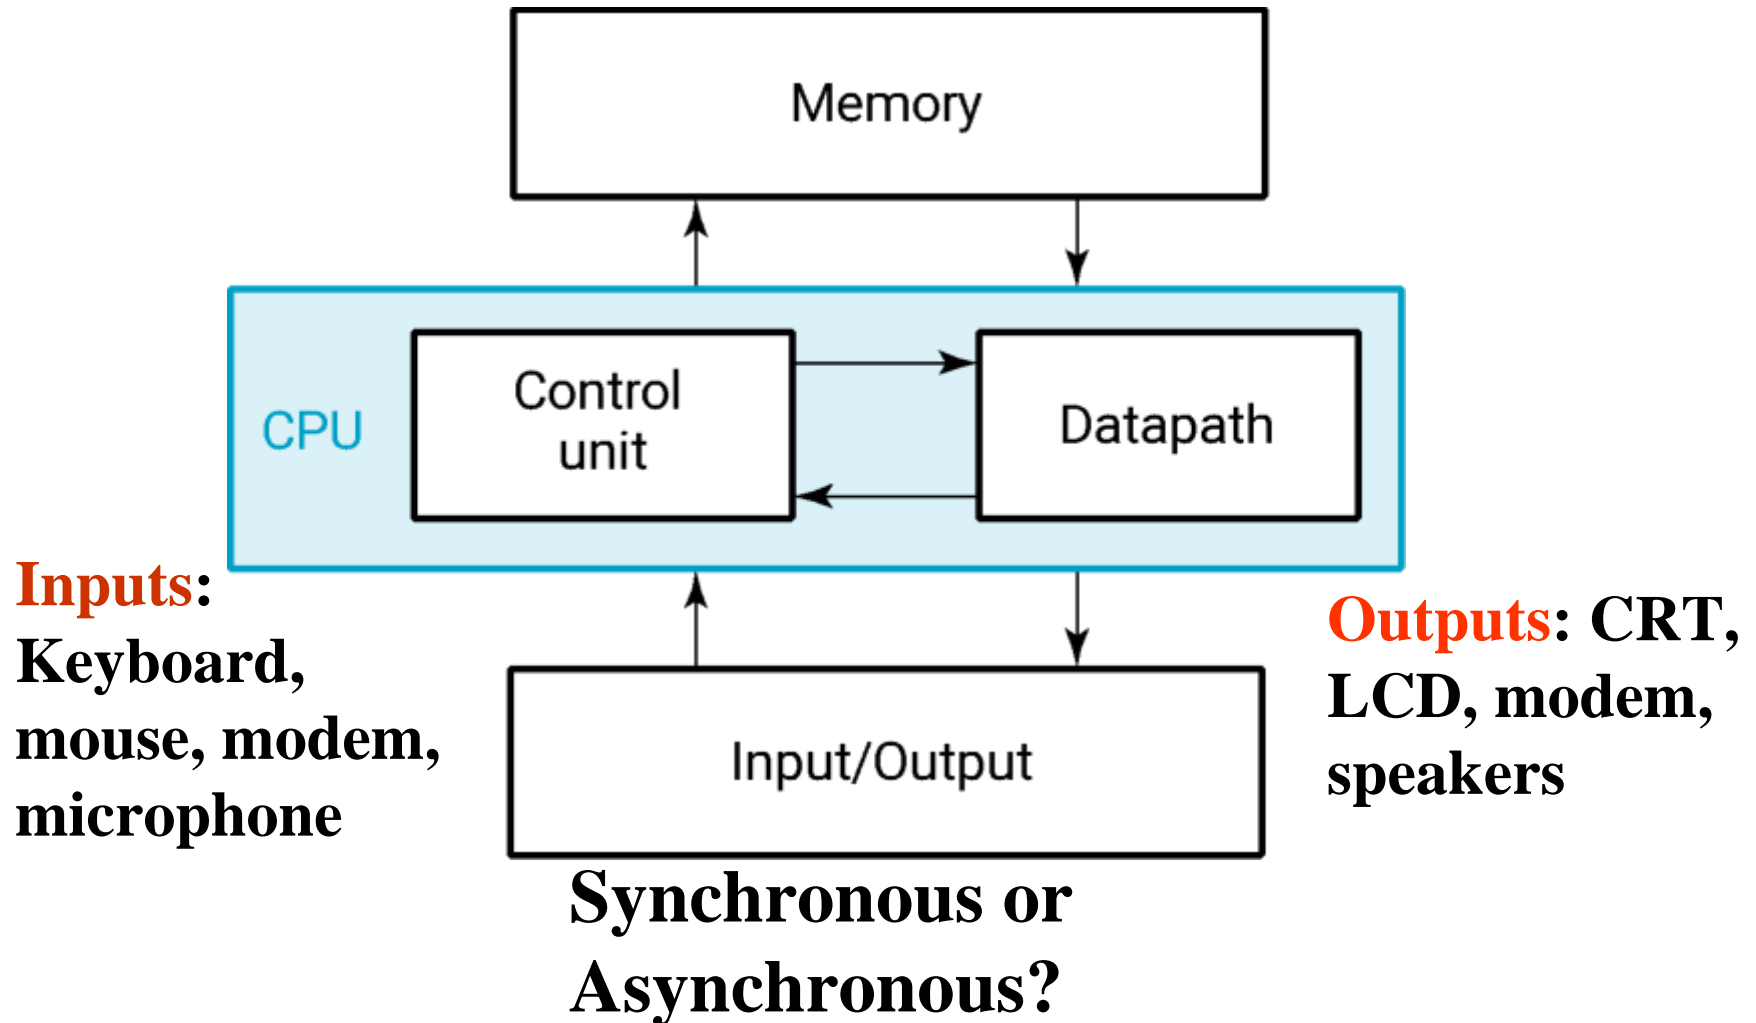 Memory
CPU
Control
unit
Datapath
Inputs:
Keyboard,
mouse, modem,
microphone
Outputs: CRT,
LCD, modem,
speakers
Input/Output
Synchronous or
Asynchronous?